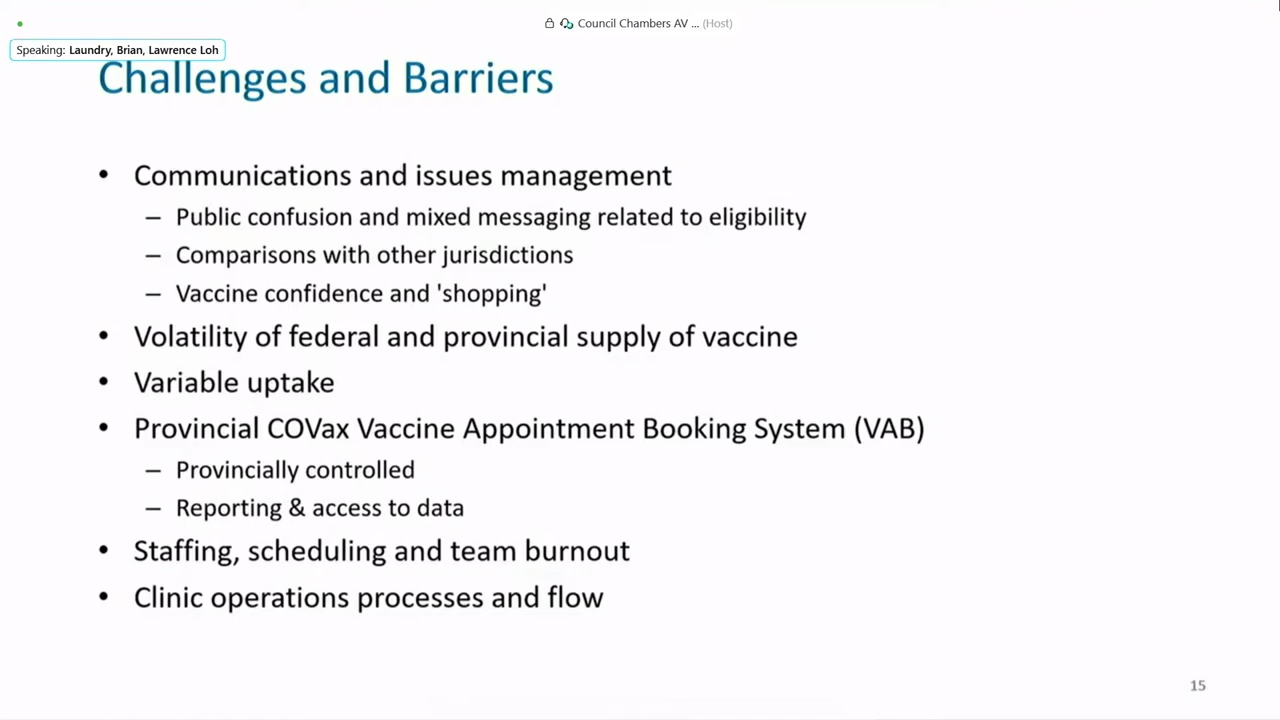 Council Chambers AV ... (Host)
Speaking: Laundry, Brian, Lawrence Loh
Challenges and Barriers
• Communications and issues management
– Public confusion and mixed messaging related to eligibility
– Comparisons with other jurisdictions
– Vaccine confidence and 'shopping'
• Volatility of federal and provincial supply of vaccine
• Variable uptake
• Provincial COVax Vaccine Appointment Booking System (VAB)
– Provincially controlled
– Reporting & access to data
• Staffing, scheduling and team burnout
• Clinic operations processes and flow
15